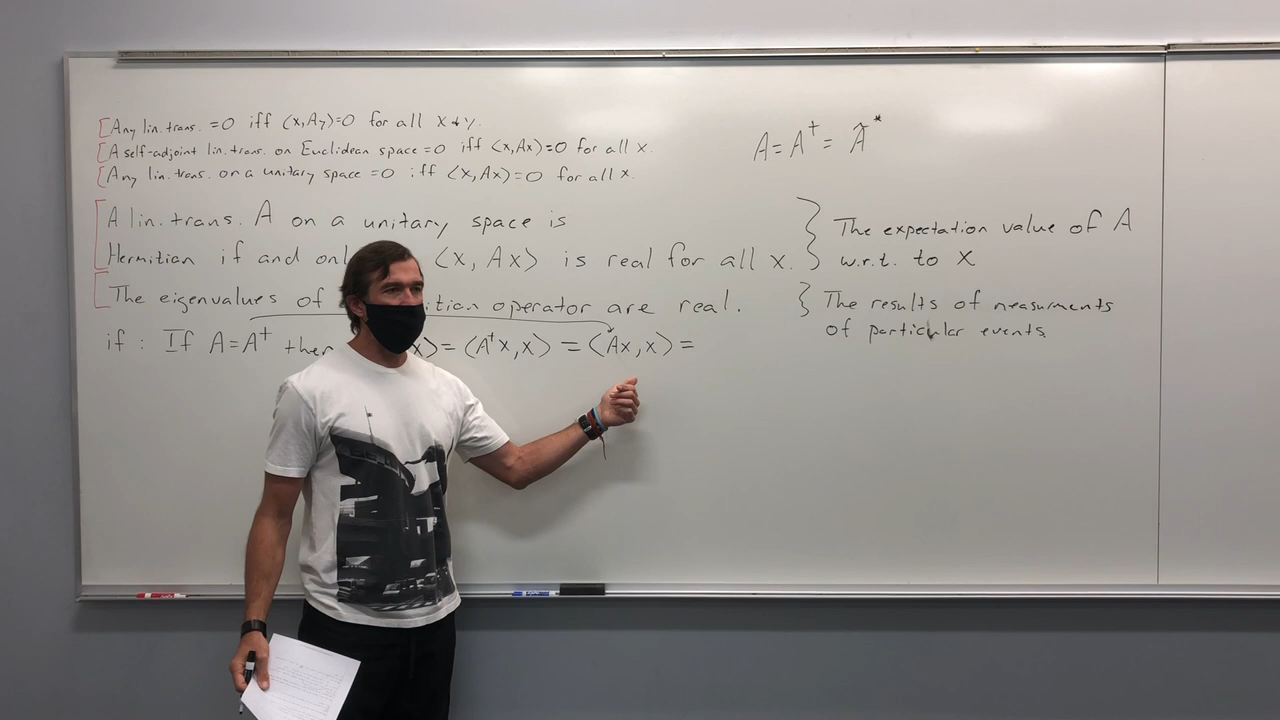 [Any lin. trans. =0 iff ⟨x,Ay⟩=0 for all x & y.
[A self-adjoint lin. trans. on Euclidean space =0 iff ⟨x,Ax⟩=0 for all x.
[Any lin. trans. on a unitary space =0 iff ⟨x,Ax⟩=0 for all x.
[A lin. trans. A on a unitary space is
Hermitian if and onl ⟨x, Ax⟩ is real for all x.
[The eigenvalues of ition operator are real.
if : If A=A† then x⟩ = ⟨A†x,x⟩ = ⟨Ax,x⟩ =
A=A† = Ã*
} The expectation value of A
w.r.t. to x
} The results of measurments
of particular events